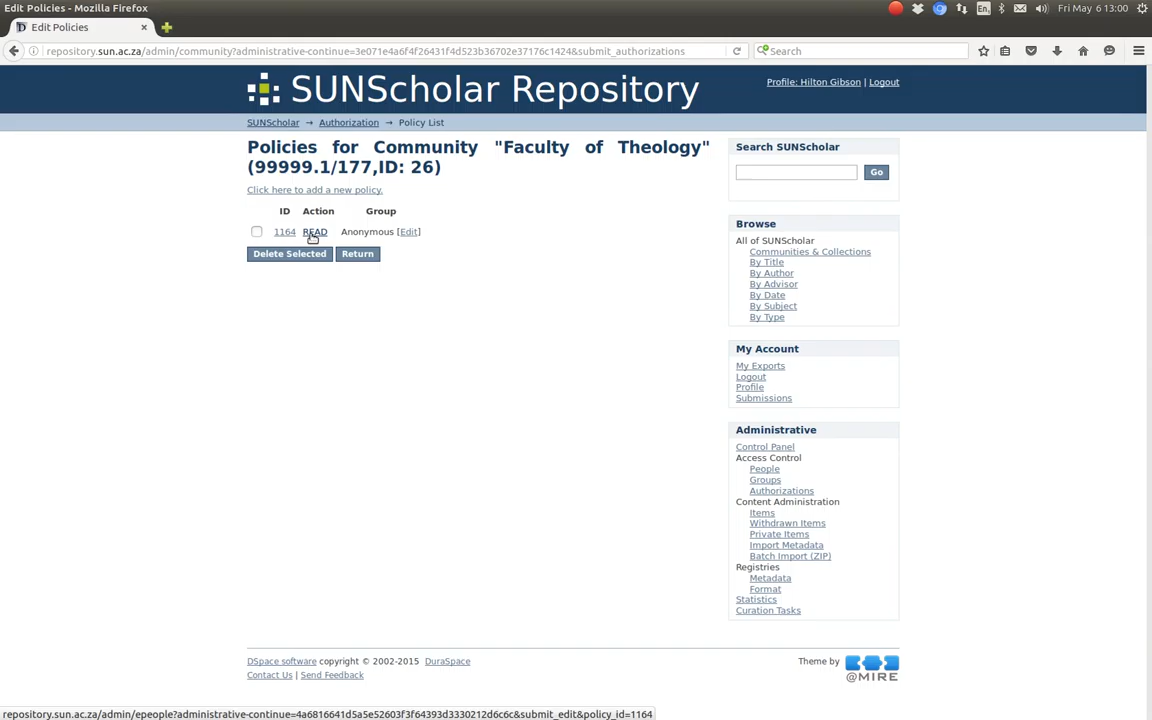 Edit Policies - Mozilla Firefox
En
Fri May 6 13:00
Edit Policies
repository.sun.ac.za/admin/community?administrative-continue=3e071e4a6f4f26431f4d523b36702e37176c1424&submit_authorizations
Search
SUNScholar Repository
Profile: Hilton Gibson | Logout
SUNScholar → Authorization → Policy List
Policies for Community "Faculty of Theology"
(99999.1/177,ID: 26)
Click here to add a new policy.
ID Action Group
1164 READ Anonymous [Edit]
Delete Selected Return
Search SUNScholar
Go
Browse
All of SUNScholar
Communities & Collections
By Title
By Author
By Advisor
By Date
By Subject
By Type
My Account
My Exports
Logout
Profile
Submissions
Administrative
Control Panel
Access Control
People
Groups
Authorizations
Content Administration
Items
Withdrawn Items
Private Items
Import Metadata
Batch Import (ZIP)
Registries
Metadata
Format
Statistics
Curation Tasks
DSpace software copyright © 2002-2015 DuraSpace
Contact Us | Send Feedback
Theme by
@MIRE
repository.sun.ac.za/admin/epeople?administrative-continue=4a6816641d5a5e52603f3f64393d3330212d6c6c&submit_edit&policy_id=1164